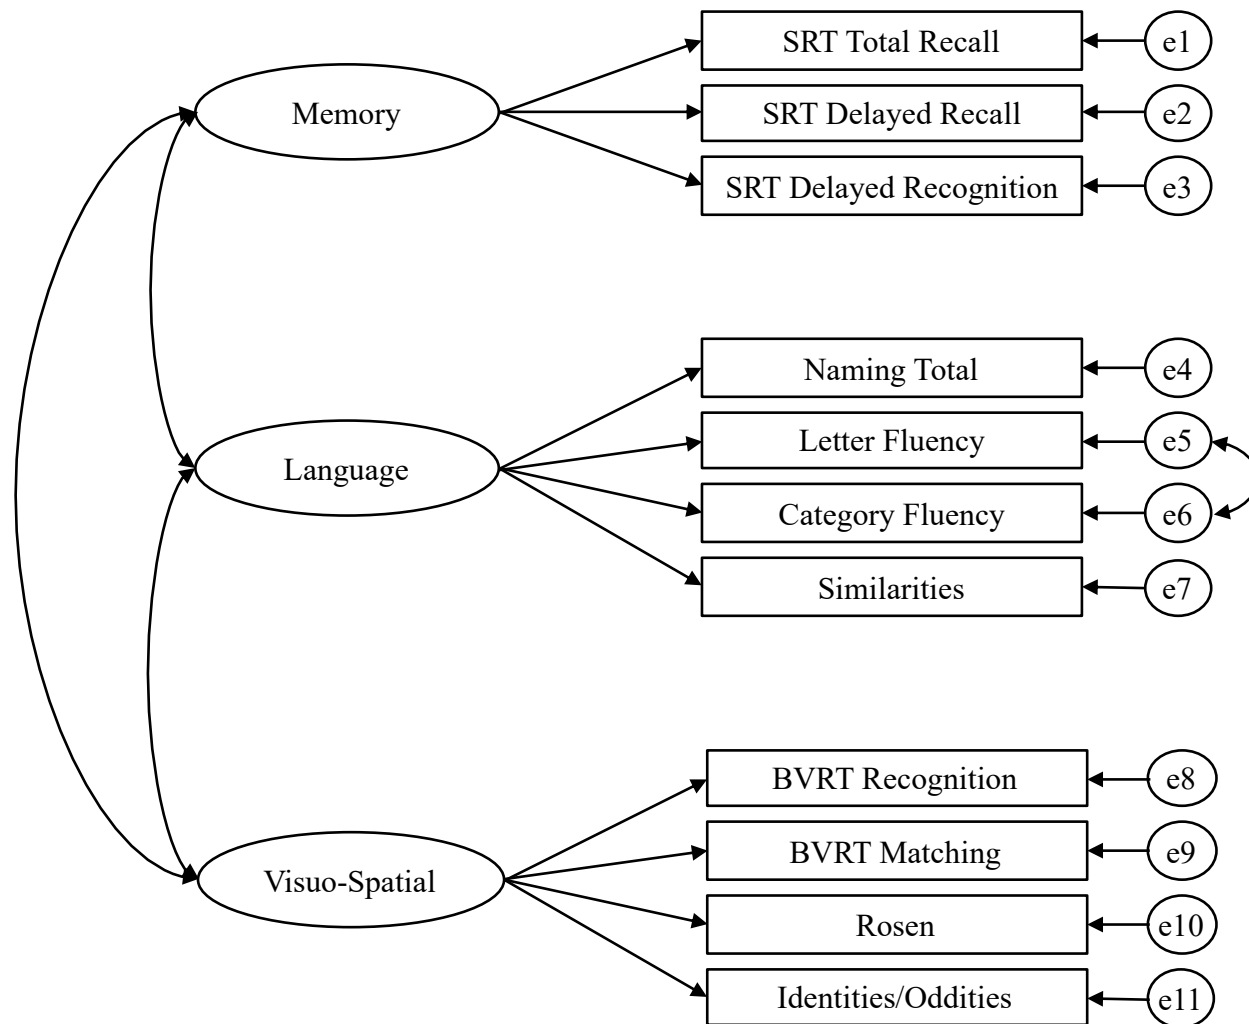 SRT Total Recall
e1
Memory
SRT Delayed Recall
e2
SRT Delayed Recognition
e3
Naming Total
e4
Letter Fluency
e5
Language
Category Fluency
e6
Similarities
e7
BVRT Recognition
e8
BVRT Matching
e9
Visuo-Spatial
Rosen
e10
Identities/Oddities
e11